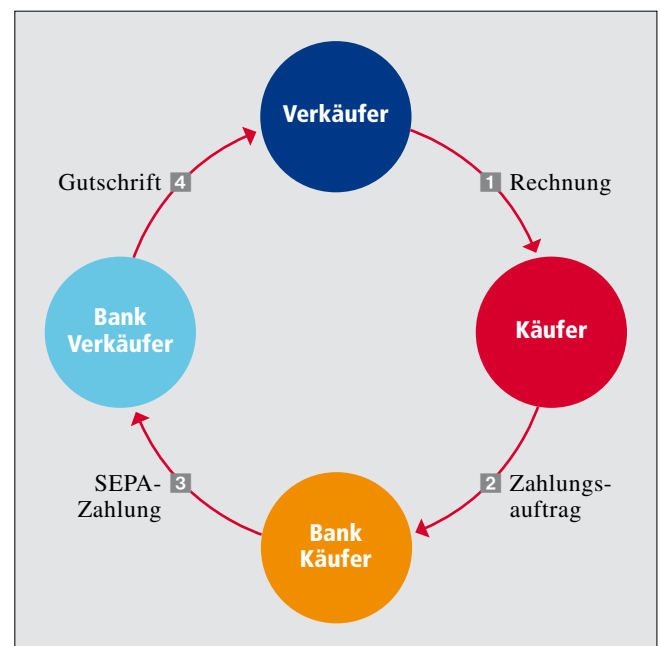 Verkäufer
1 Rechnung
Käufer
2 Zahlungs-
auftrag
Bank
Käufer
SEPA- 3
Zahlung
Bank
Verkäufer
Gutschrift 4